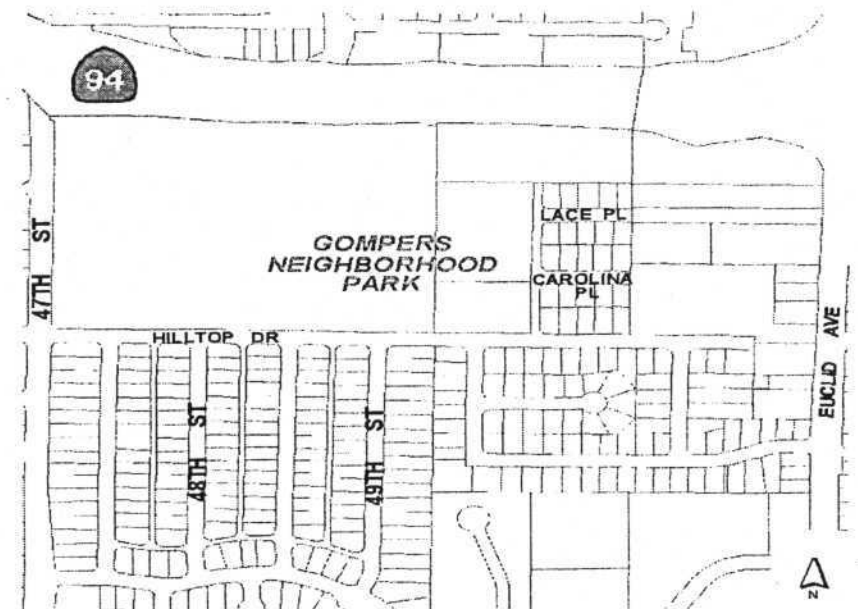 94
47TH ST
GOMPERS
NEIGHBORHOOD
PARK
LACE PL
CAROLINA
PL
HILLTOP DR
48TH ST
49TH ST
EUCLID AVE
N